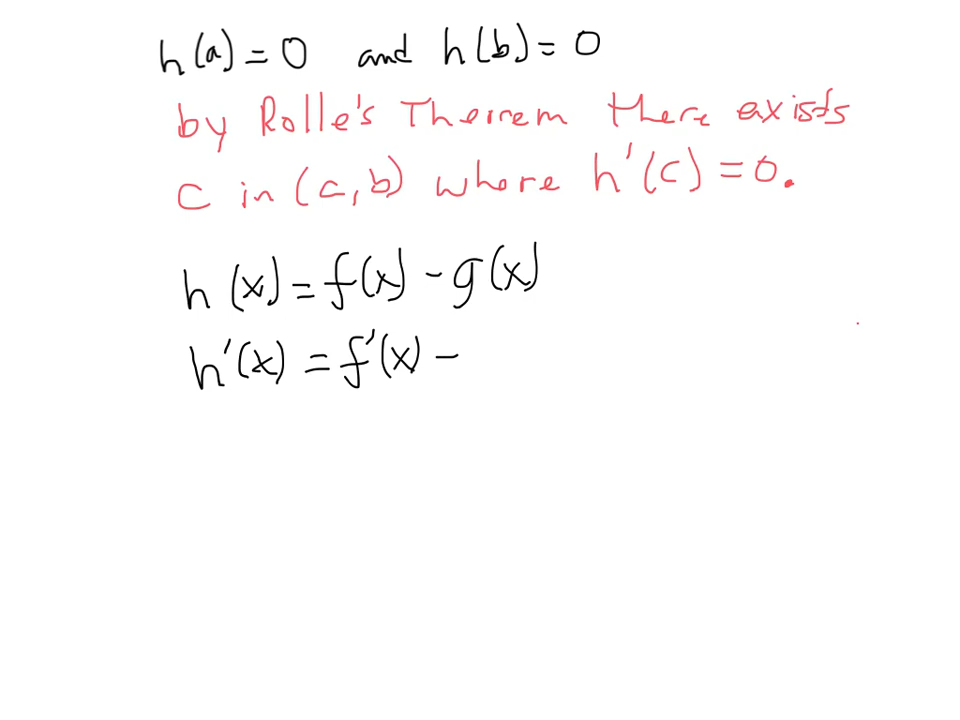 h(a) = 0 and h(b) = 0
by Rolle's Theorem there exists
c in (c, b) where h'(c) = 0.
h(x) = f(x) - g(x)
h'(x) = f'(x) -